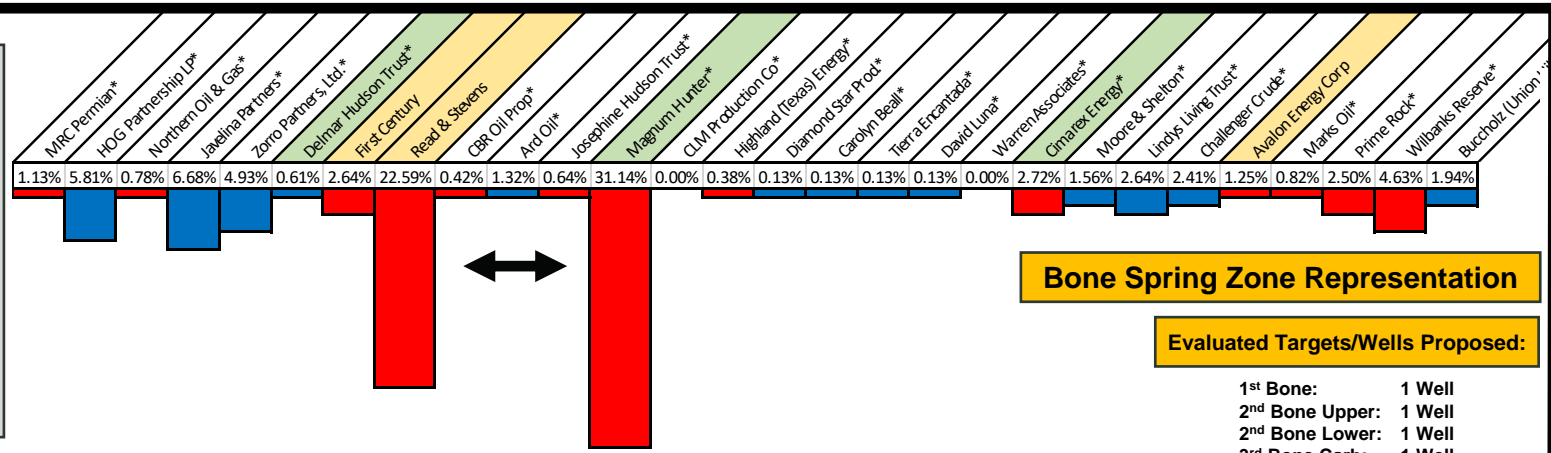 MRC Permian*
HOG Partnership LP*
Northern Oil & Gas*
Javelina Partners*
Zorro Partners, Ltd.*
Delmar Hudson Trust*
First Century
Read & Stevens
CBR Oil Prop*
Ard Oil*
Josephine Hudson Trust*
Magnum Hunter*
CLM Production Co*
Highland (Texas) Energy*
Diamond Star Prod.*
Carolyn Beall*
Tierra Encantada*
David Luna*
Warren Associates*
Cimarex Energy*
Moore & Shelton*
Lindys Living Trust*
Challenger Crude*
Avalon Energy Corp
Marks Oil*
Prime Rock*
Wilbanks Reserve*
Buccholz (Union
1.13% 5.81% 0.78% 6.68% 4.93% 0.61% 2.64% 22.59% 0.42% 1.32% 0.64% 31.14% 0.00% 0.38% 0.13% 0.13% 0.13% 0.13% 0.00% 2.72% 1.56% 2.64% 2.41% 1.25% 0.82% 2.50% 4.63% 1.94%
Bone Spring Zone Representation
Evaluated Targets/Wells Proposed:
1st Bone: 1 Well
2nd Bone Upper: 1 Well
2nd Bone Lower: 1 Well
3rd Bone Carb: 1 Well